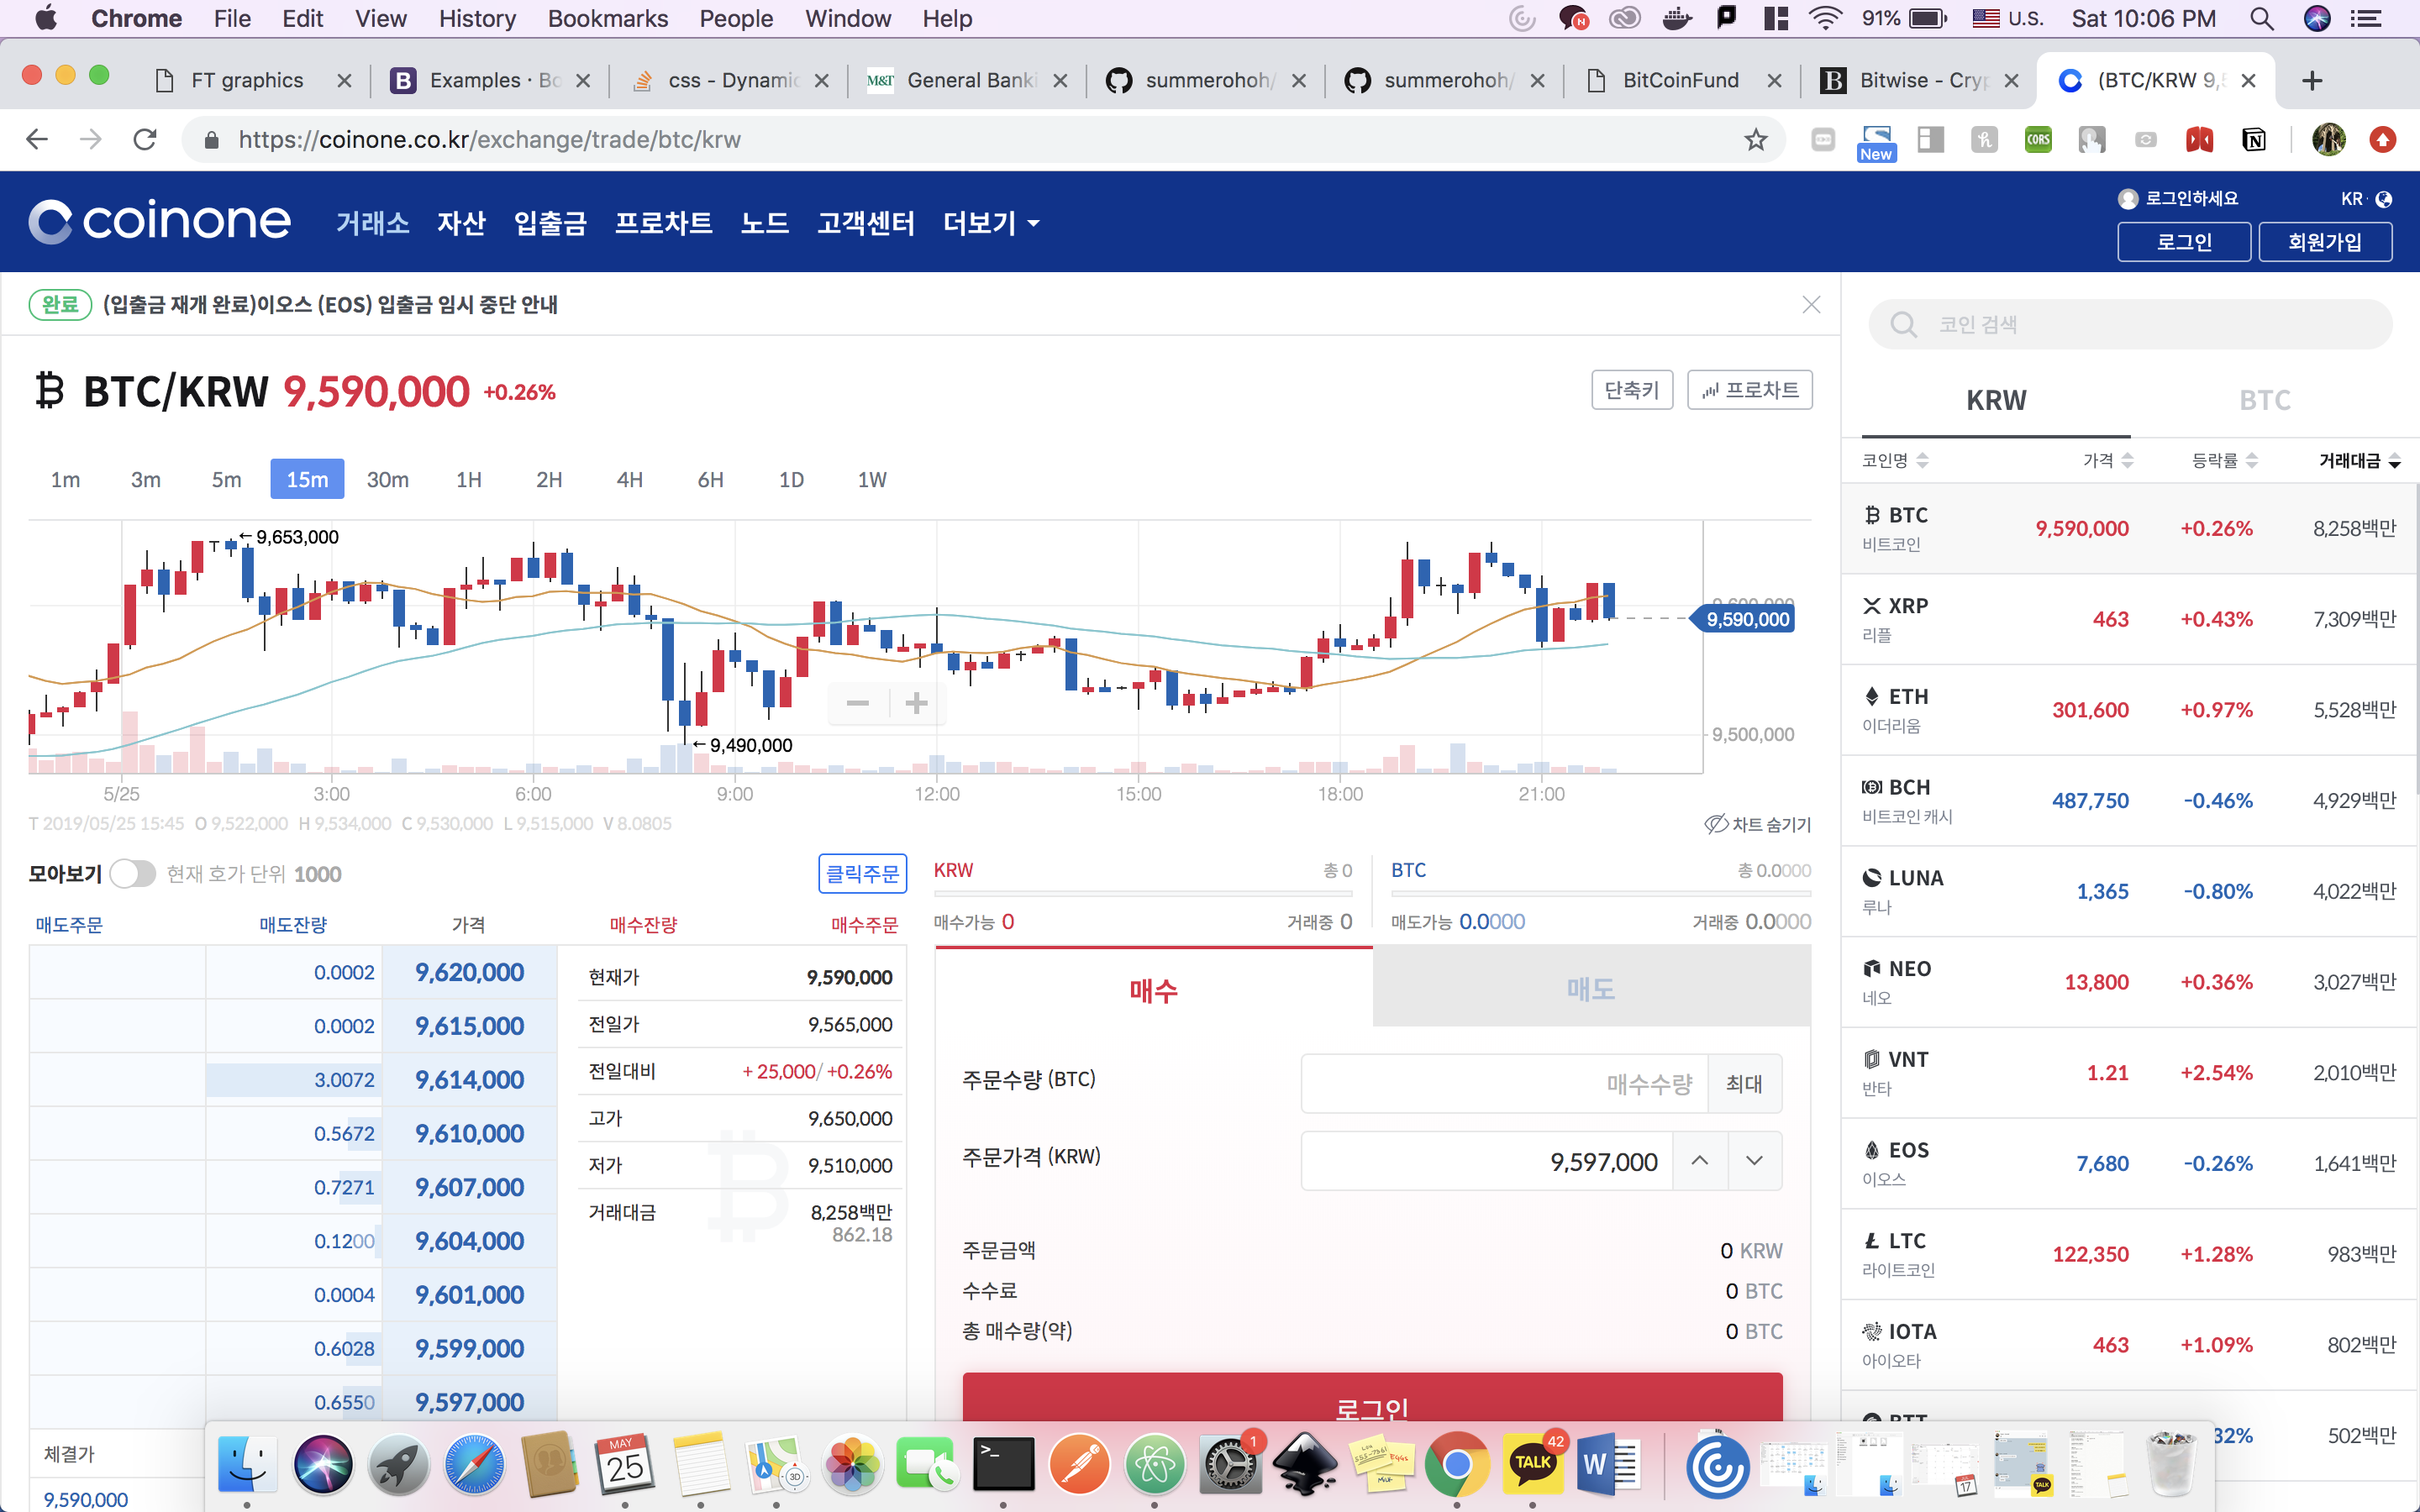 Chrome File Edit View History Bookmarks People Window Help
91% U.S. Sat 10:06 PM
FT graphics
B Examples · Bo
css - Dynamic
M&T General Banki
summerohoh/
summerohoh/
BitCoinFund
B Bitwise - Cryp
(BTC/KRW 9,5
https://coinone.co.kr/exchange/trade/btc/krw
New
CORS
coinone 거래소 자산 입출금 프로차트 노드 고객센터 더보기
로그인하세요 KR
로그인 회원가입
완료 (입출금 재개 완료)이오스 (EOS) 입출금 임시 중단 안내
BTC/KRW 9,590,000 +0.26%
단축키 프로차트
1m 3m 5m 15m 30m 1H 2H 4H 6H 1D 1W
←9,653,000
9,600,000
9,590,000
←9,490,000
9,500,000
5/25 3:00 6:00 9:00 12:00 15:00 18:00 21:00
T 2019/05/25 15:45 O 9,522,000 H 9,534,000 C 9,530,000 L 9,515,000 V 8.0805
차트 숨기기
모아보기 현재 호가 단위 1000 클릭주문
매도주문 매도잔량 가격 매수잔량 매수주문
0.0002 9,620,000
0.0002 9,615,000
3.0072 9,614,000
0.5672 9,610,000
0.7271 9,607,000
0.1200 9,604,000
0.0004 9,601,000
0.6028 9,599,000
0.6550 9,597,000
체결가
9,590,000
현재가 9,590,000
전일가 9,565,000
전일대비 + 25,000/ +0.26%
고가 9,650,000
저가 9,510,000
거래대금 8,258백만
862.18
KRW 총 0
매수가능 0 거래중 0
BTC 총 0.0000
매도가능 0.0000 거래중 0.0000
매수 매도
주문수량 (BTC) 매수수량 최대
주문가격 (KRW) 9,597,000
주문금액 0 KRW
수수료 0 BTC
총 매수량(약) 0 BTC
로그인
코인 검색
KRW BTC
코인명 가격 등락률 거래대금
BTC 9,590,000 +0.26% 8,258백만
비트코인
XRP 463 +0.43% 7,309백만
리플
ETH 301,600 +0.97% 5,528백만
이더리움
BCH 487,750 -0.46% 4,929백만
비트코인 캐시
LUNA 1,365 -0.80% 4,022백만
루나
NEO 13,800 +0.36% 3,027백만
네오
VNT 1.21 +2.54% 2,010백만
반타
EOS 7,680 -0.26% 1,641백만
이오스
LTC 122,350 +1.28% 983백만
라이트코인
IOTA 463 +1.09% 802백만
아이오타
BTT 32% 502백만
MAY
25
3D
>_
1
TALK
42
W
17
TALK